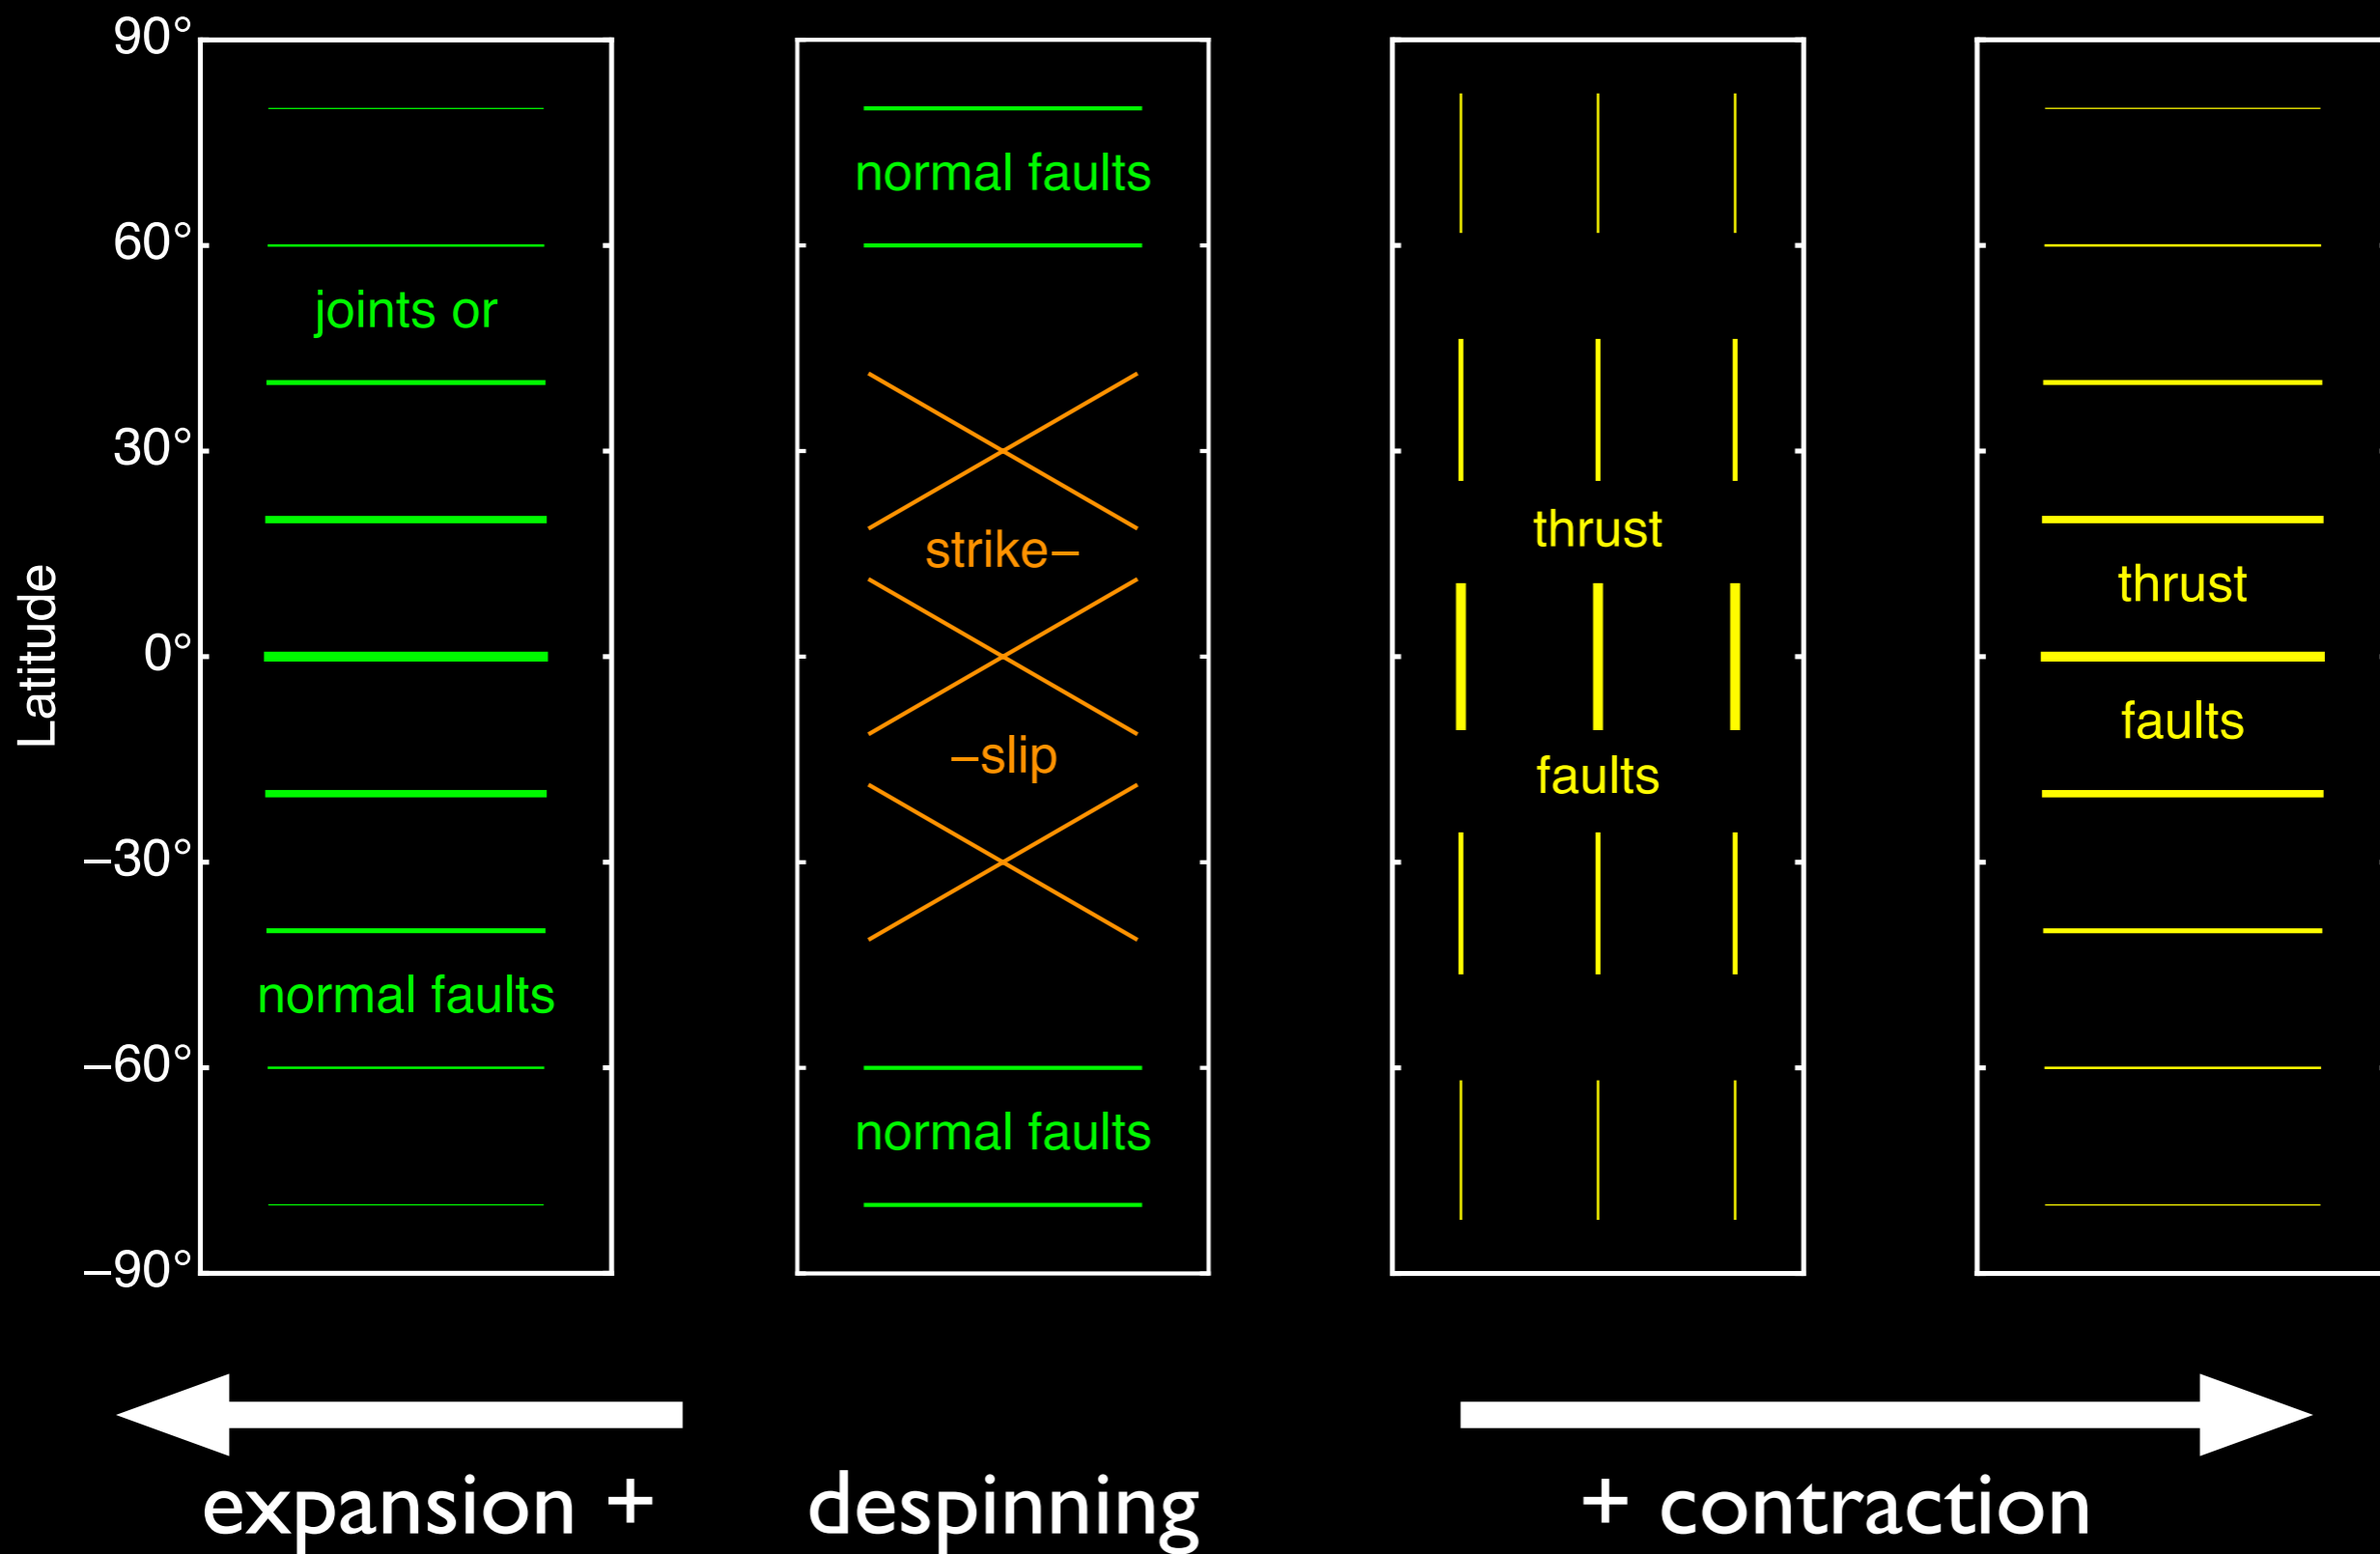 90°
60°
30°
0°
–30°
–60°
–90°
Latitude
joints or
normal faults
normal faults
strike–
–slip
normal faults
thrust
faults
thrust
faults
expansion +
despinning
+ contraction